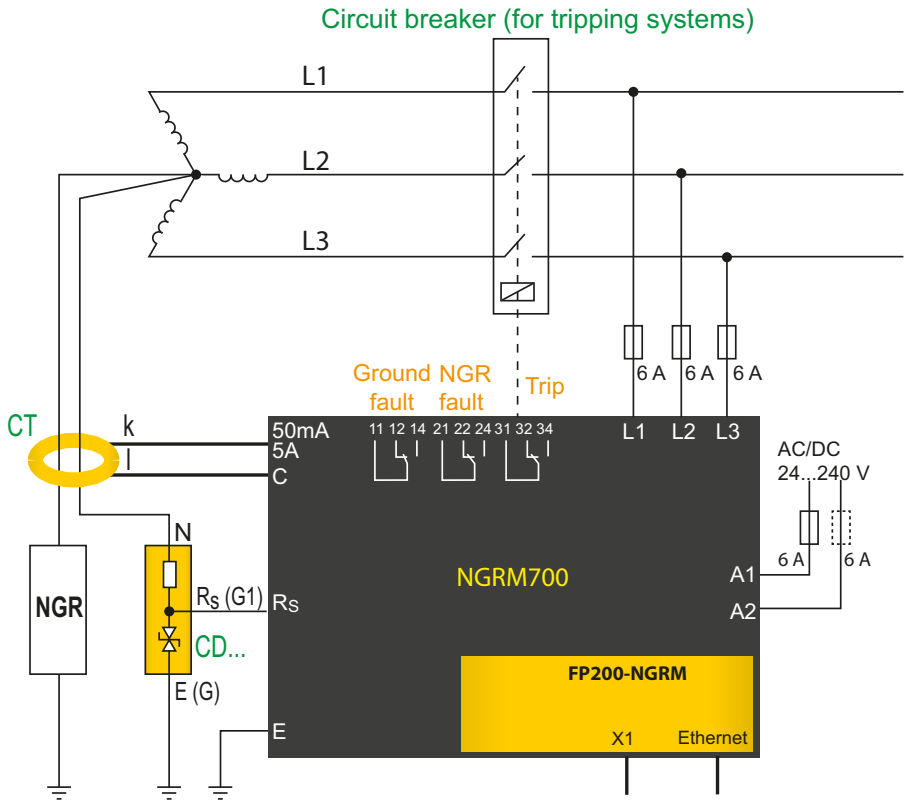 Circuit breaker (for tripping systems)
L1
L2
L3
6 A
6 A
6 A
Ground fault
NGR fault
Trip
CT
k
l
50mA
5A
C
11 12 14 21 22 24 31 32 34
L1 L2 L3
AC/DC
24...240 V
6 A
6 A
N
NGR
NGRM700
A1
A2
RS (G1)
RS
CD...
E (G)
E
FP200-NGRM
X1
Ethernet